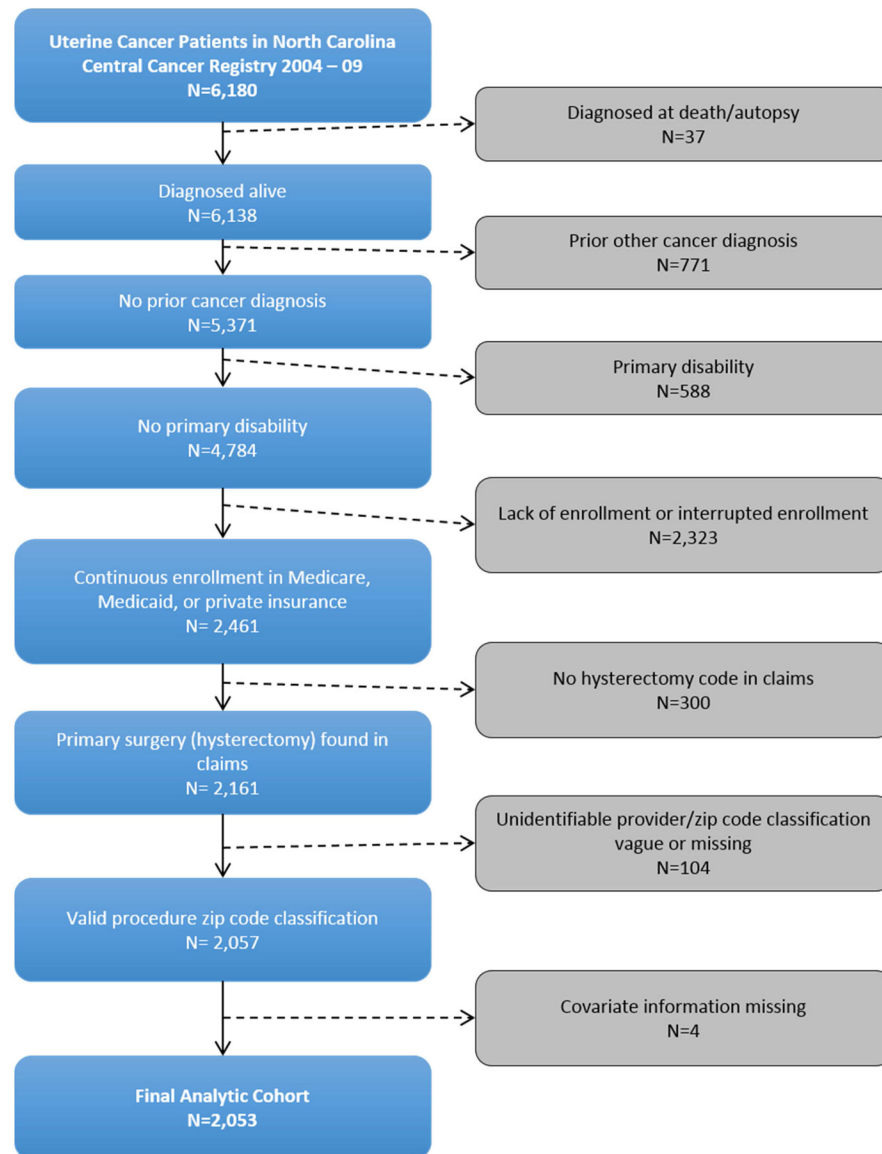 Uterine Cancer Patients in North Carolina
Central Cancer Registry 2004 – 09
N=6,180
Diagnosed at death/autopsy
N=37
Diagnosed alive
N=6,138
Prior other cancer diagnosis
N=771
No prior cancer diagnosis
N=5,371
Primary disability
N=588
No primary disability
N=4,784
Lack of enrollment or interrupted enrollment
N=2,323
Continuous enrollment in Medicare,
Medicaid, or private insurance
N= 2,461
No hysterectomy code in claims
N=300
Primary surgery (hysterectomy) found in
claims
N= 2,161
Unidentifiable provider/zip code classification
vague or missing
N=104
Valid procedure zip code classification
N= 2,057
Covariate information missing
N=4
Final Analytic Cohort
N=2,053